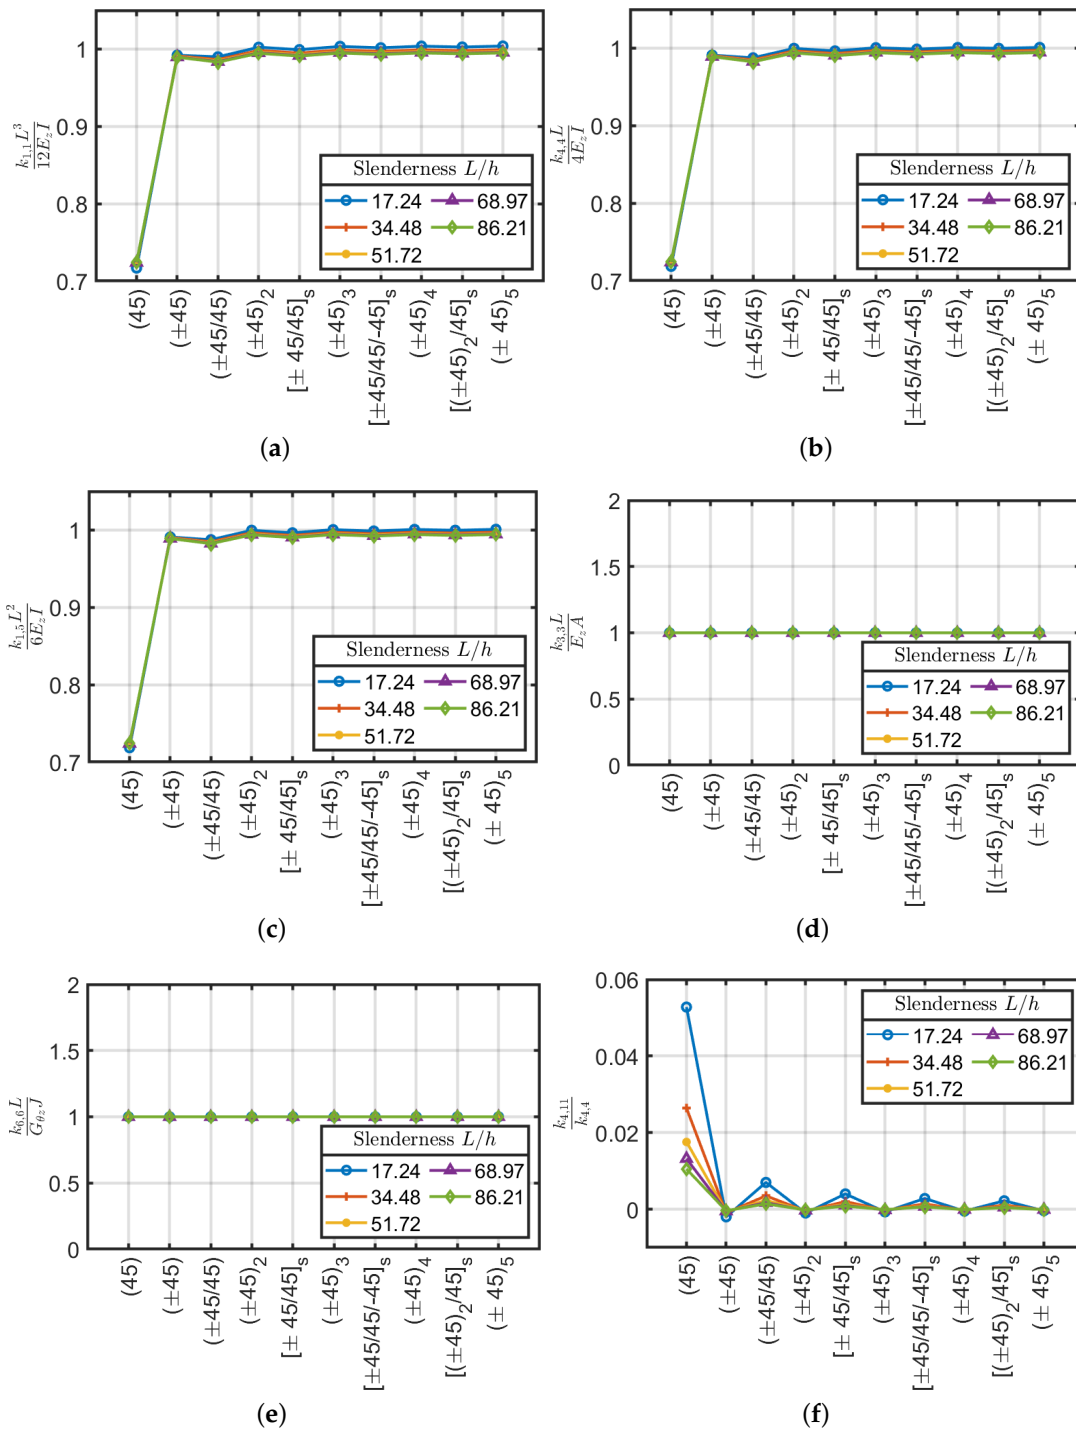 1
0.9
0.8
0.7
k₁,₁L³ / 12E_zI
Slenderness L/h
17.24 68.97
34.48 86.21
51.72
(45)
(±45)
(±45/45)
(±45)₂
[± 45/45]ₛ
(±45)₃
[±45/45/-45]ₛ
(±45)₄
[(±45)₂/45]ₛ
(± 45)₅
(a)
1
0.9
0.8
0.7
k₄,₄L / 4E_zI
Slenderness L/h
17.24 68.97
34.48 86.21
51.72
(45)
(±45)
(±45/45)
(±45)₂
[± 45/45]ₛ
(±45)₃
[±45/45/-45]ₛ
(±45)₄
[(±45)₂/45]ₛ
(± 45)₅
(b)
1
0.9
0.8
0.7
k₁,₅L² / 6E_zI
Slenderness L/h
17.24 68.97
34.48 86.21
51.72
(45)
(±45)
(±45/45)
(±45)₂
[± 45/45]ₛ
(±45)₃
[±45/45/-45]ₛ
(±45)₄
[(±45)₂/45]ₛ
(± 45)₅
(c)
2
1.5
1
0.5
0
k₃,₃L / E_zA
Slenderness L/h
17.24 68.97
34.48 86.21
51.72
(45)
(±45)
(±45/45)
(±45)₂
[± 45/45]ₛ
(±45)₃
[±45/45/-45]ₛ
(±45)₄
[(±45)₂/45]ₛ
(± 45)₅
(d)
2
1.5
1
0.5
0
k₆,₆L / G_θzJ
Slenderness L/h
17.24 68.97
34.48 86.21
51.72
(45)
(±45)
(±45/45)
(±45)₂
[± 45/45]ₛ
(±45)₃
[±45/45/-45]ₛ
(±45)₄
[(±45)₂/45]ₛ
(± 45)₅
(e)
0.06
0.04
0.02
0
k₄,₁₁ / k₄,₄
Slenderness L/h
17.24 68.97
34.48 86.21
51.72
(45)
(±45)
(±45/45)
(±45)₂
[± 45/45]ₛ
(±45)₃
[±45/45/-45]ₛ
(±45)₄
[(±45)₂/45]ₛ
(± 45)₅
(f)